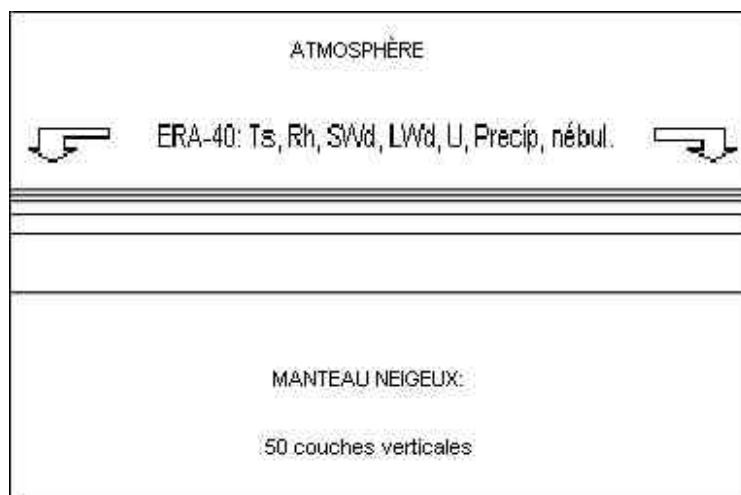 ATMOSPHÈRE
ERA-40: Ts, Rh, SWd, LWd, U, Precip, nébul.
MANTEAU NEIGEUX:
50 couches verticales